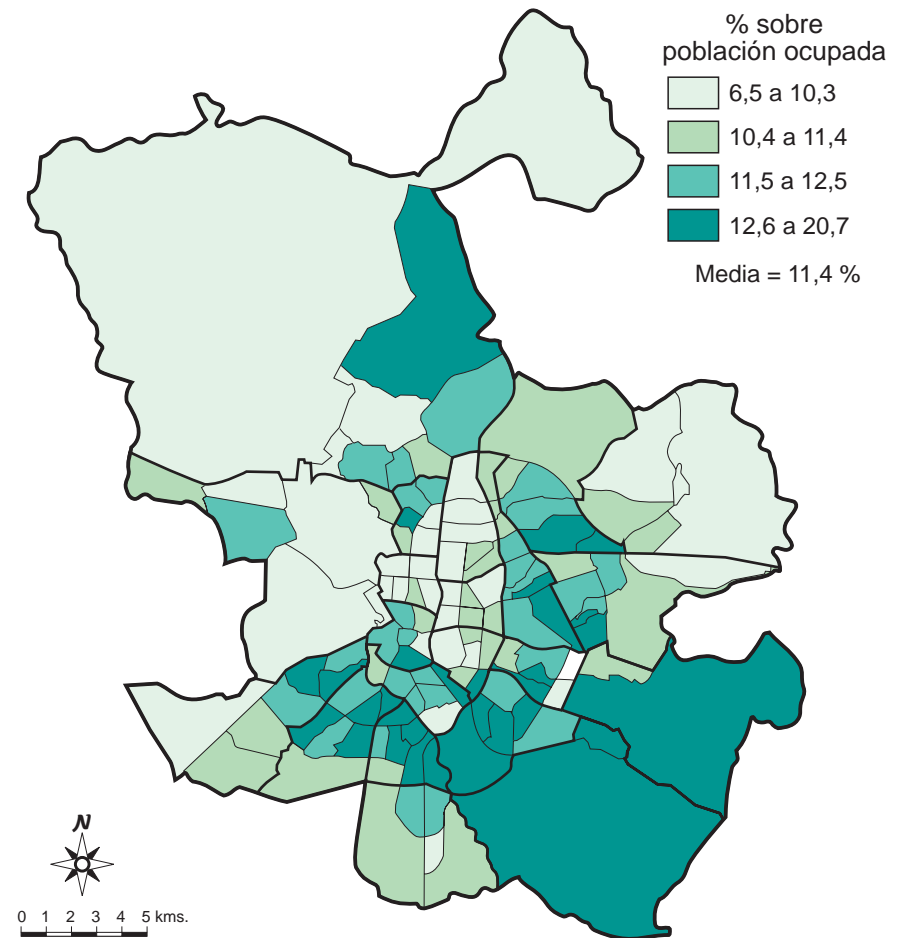 % sobre
población ocupada
6,5 a 10,3
10,4 a 11,4
11,5 a 12,5
12,6 a 20,7
Media = 11,4 %
N
0 1 2 3 4 5 kms.